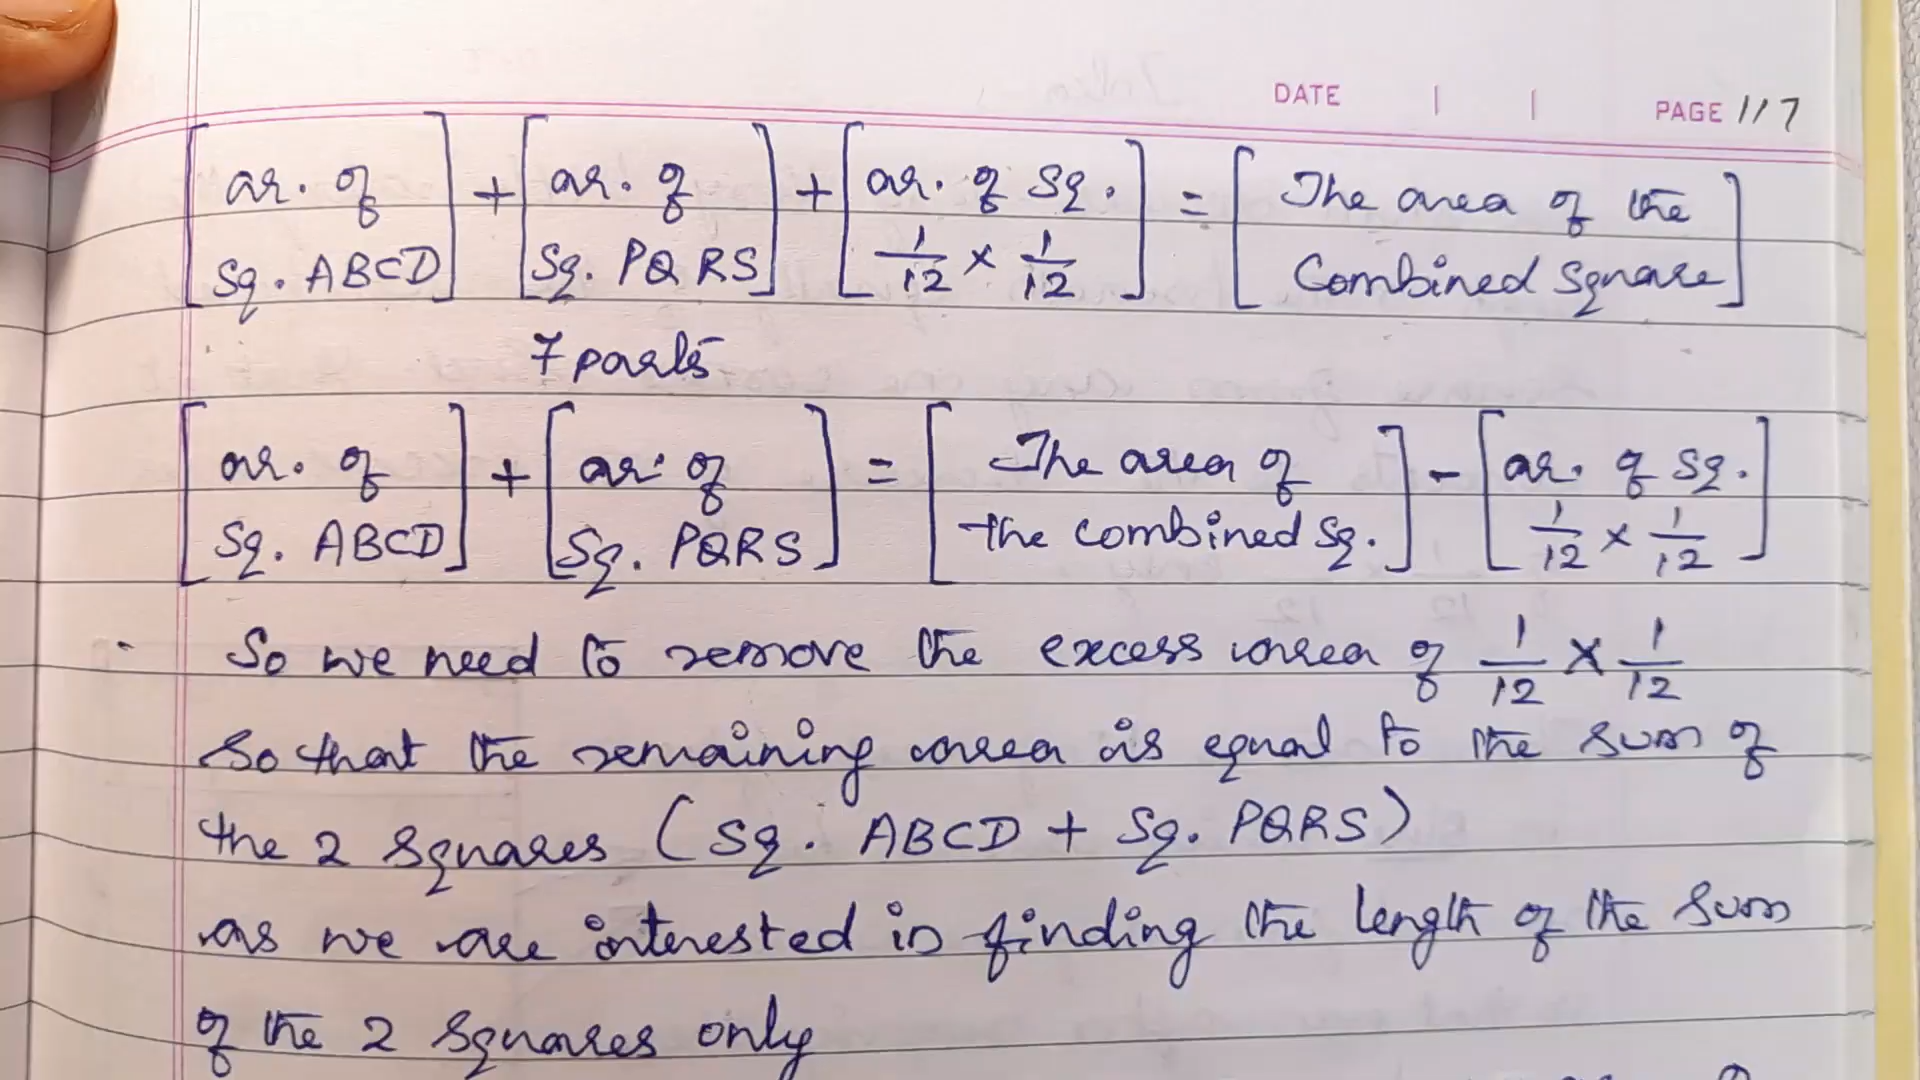 DATE | | PAGE 117
[ar. of Sq. ABCD] + [ar. of Sq. PQRS] + [ar. of Sq. 1/12 × 1/12] = [The area of the Combined Square]
7 parts
[ar. of Sq. ABCD] + [ar. of Sq. PQRS] = [The area of the combined Sq.] - [ar. of Sq. 1/12 × 1/12]
So we need to remove the excess area of 1/12 × 1/12
So that the remaining area is equal to the sum of
the 2 squares (Sq. ABCD + Sq. PQRS)
as we are interested in finding the length of the sum
of the 2 squares only